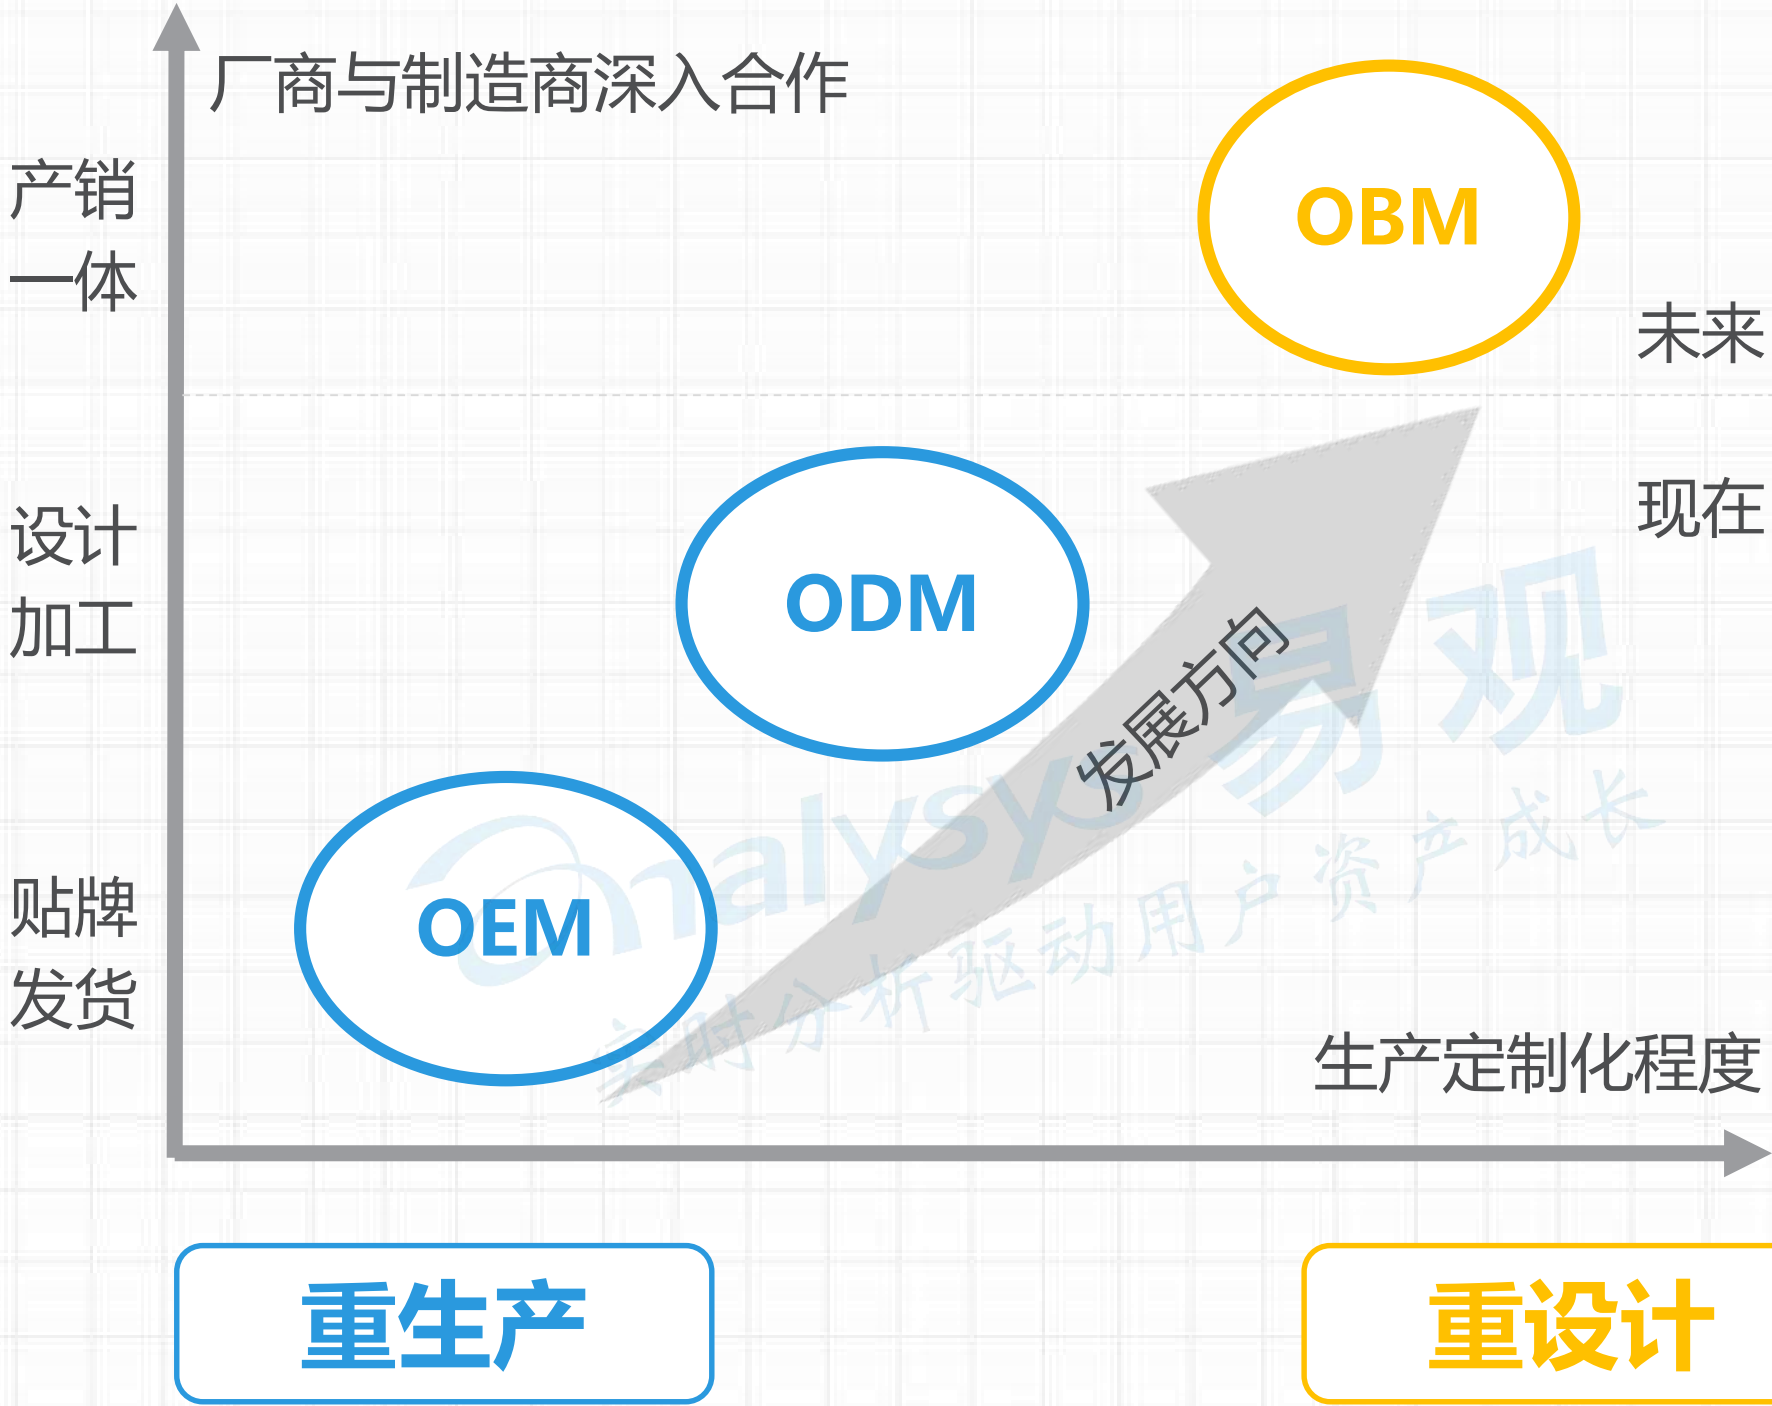 厂商与制造商深入合作
产销
一体
OBM
未来
现在
设计
加工
ODM
发展方向
易观
analysys
实时分析驱动用户资产成长
贴牌
发货
OEM
生产定制化程度
重生产
重设计